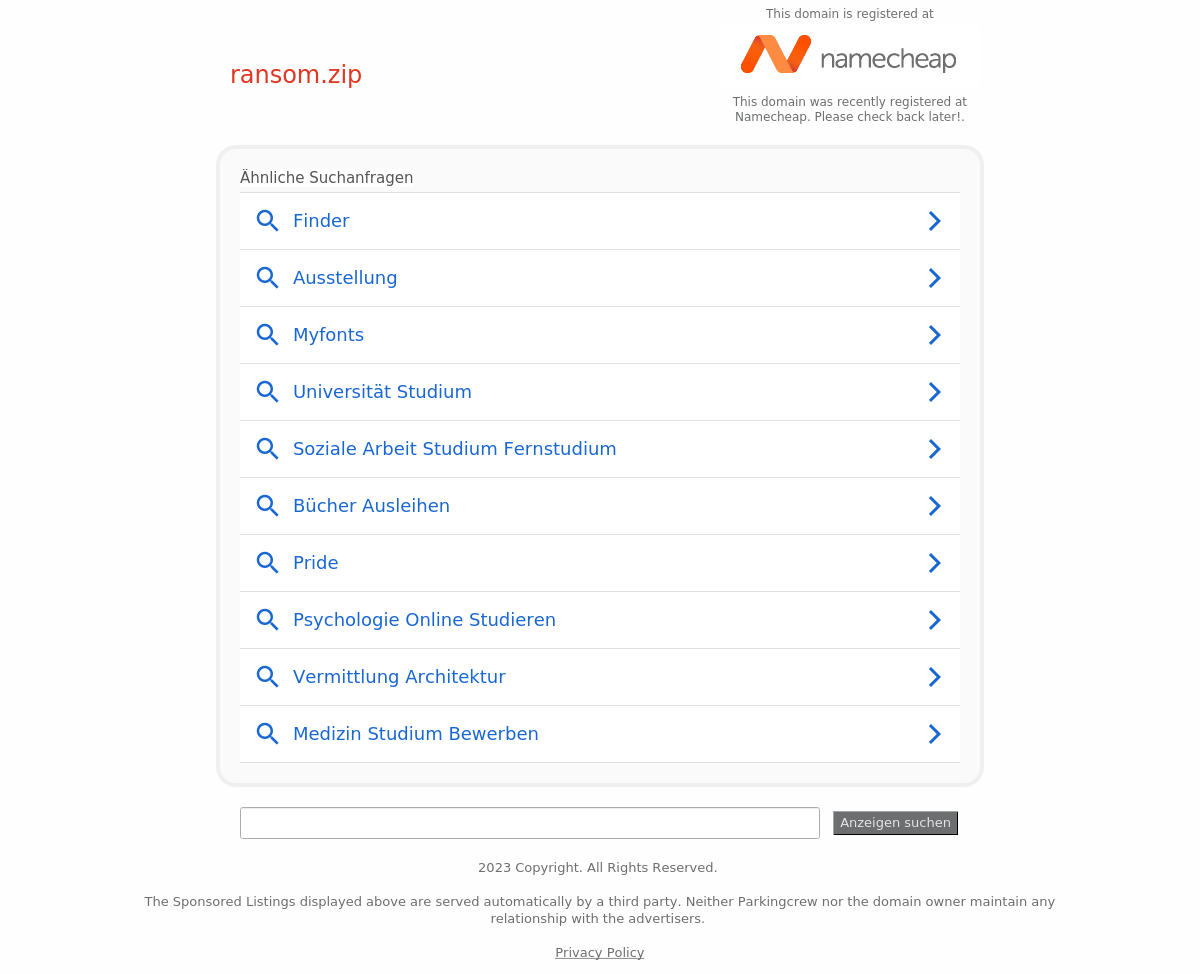 This domain is registered at
namecheap
ransom.zip
This domain was recently registered at
Namecheap. Please check back later!.
Ähnliche Suchanfragen
Finder
Ausstellung
Myfonts
Universität Studium
Soziale Arbeit Studium Fernstudium
Bücher Ausleihen
Pride
Psychologie Online Studieren
Vermittlung Architektur
Medizin Studium Bewerben
Anzeigen suchen
2023 Copyright. All Rights Reserved.
The Sponsored Listings displayed above are served automatically by a third party. Neither Parkingcrew nor the domain owner maintain any
relationship with the advertisers.
Privacy Policy